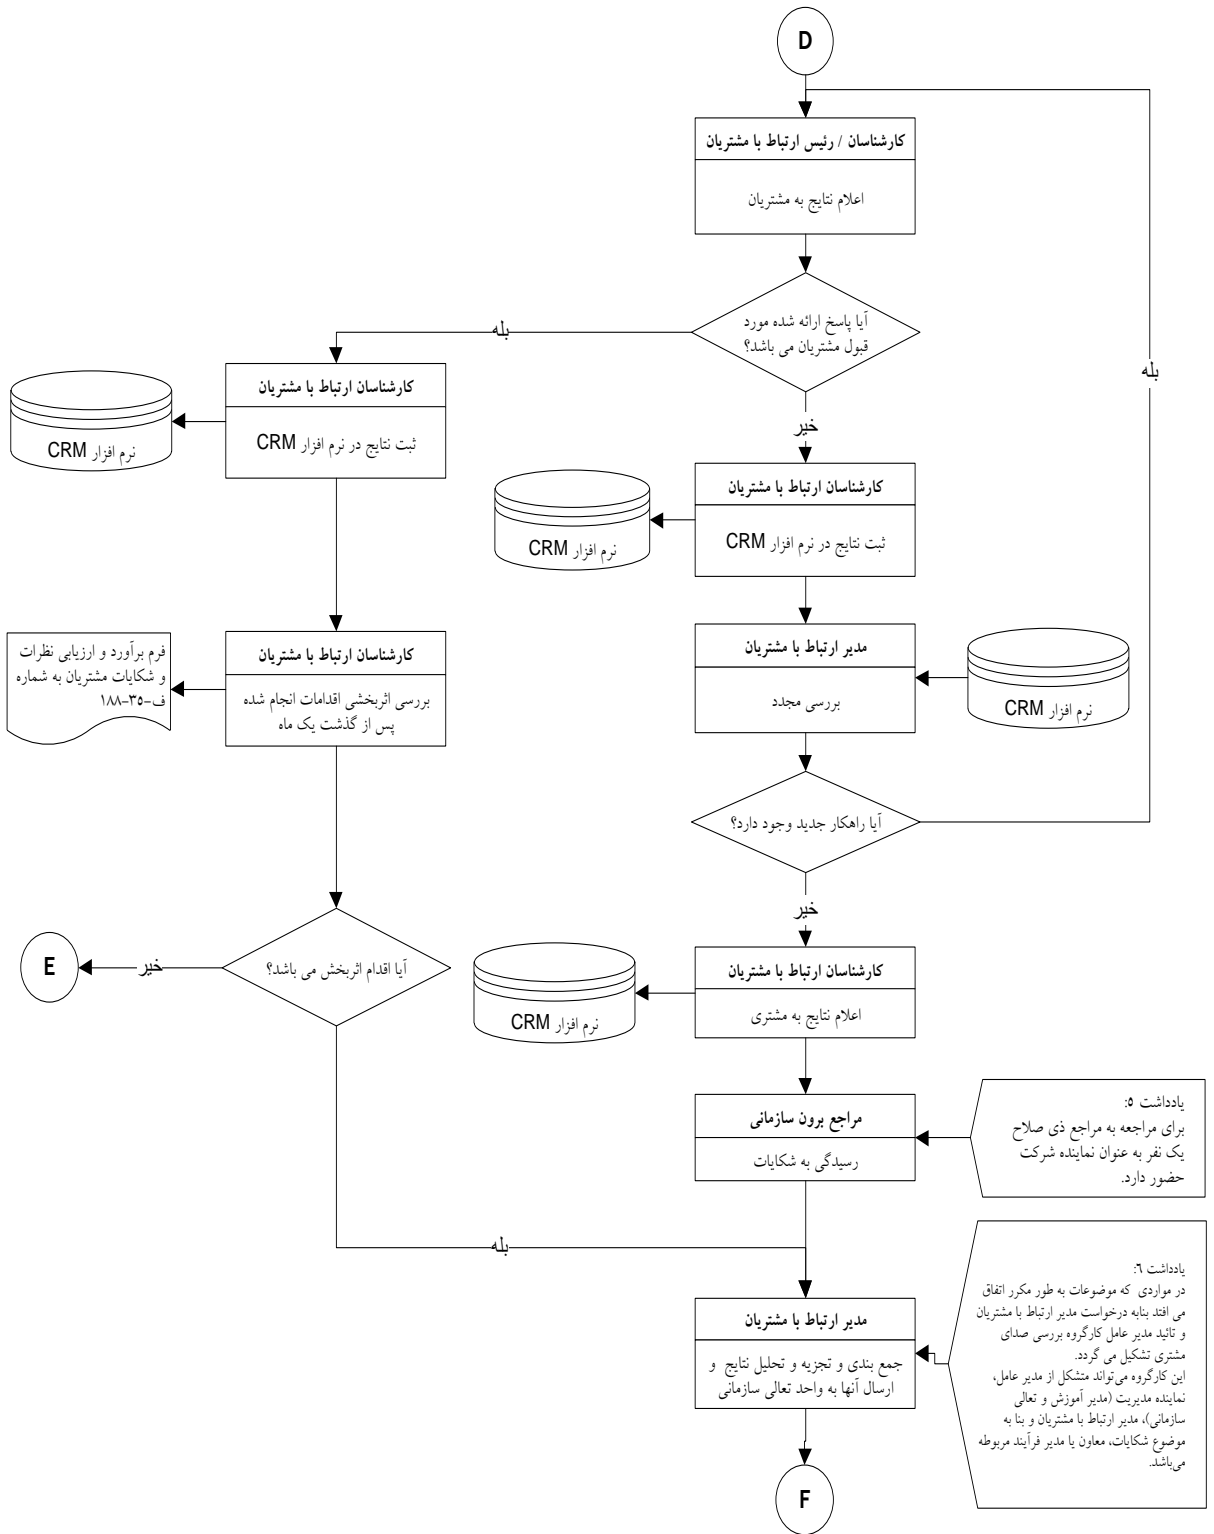 D
کارشناسان / رئیس ارتباط با مشتریان
اعلام نتایج به مشتریان
آیا پاسخ ارائه شده مورد
قبول مشتریان می باشد؟
بله
بله
کارشناسان ارتباط با مشتریان
ثبت نتایج در نرم افزار CRM
نرم افزار CRM
خیر
کارشناسان ارتباط با مشتریان
ثبت نتایج در نرم افزار CRM
نرم افزار CRM
مدیر ارتباط با مشتریان
بررسی مجدد
نرم افزار CRM
کارشناسان ارتباط با مشتریان
بررسی اثربخشی اقدامات انجام شده
پس از گذشت یک ماه
فرم برآورد و ارزیابی نظرات
و شکایات مشتریان به شماره
ف-۳۵-۱۸۸
آیا راهکار جدید وجود دارد؟
خیر
آیا اقدام اثربخش می باشد؟
خیر
E
کارشناسان ارتباط با مشتریان
اعلام نتایج به مشتری
نرم افزار CRM
مراجع برون سازمانی
رسیدگی به شکایات
یادداشت ۵:
برای مراجعه به مراجع ذی صلاح
یک نفر به عنوان نماینده شرکت
حضور دارد.
بله
مدیر ارتباط با مشتریان
جمع بندی و تجزیه و تحلیل نتایج و
ارسال آنها به واحد تعالی سازمانی
یادداشت ٦:
در مواردی که موضوعات به طور مکرر اتفاق
می افتد بنابه درخواست مدیر ارتباط با مشتریان
و تائید مدیر عامل کارگروه بررسی صدای
مشتری تشکیل می گردد.
این کارگروه می‌تواند متشکل از مدیر عامل،
نماینده مدیریت (مدیر آموزش و تعالی
سازمانی)، مدیر ارتباط با مشتریان و بنا به
موضوع شکایات، معاون یا مدیر فرآیند مربوطه
می‌باشد.
F